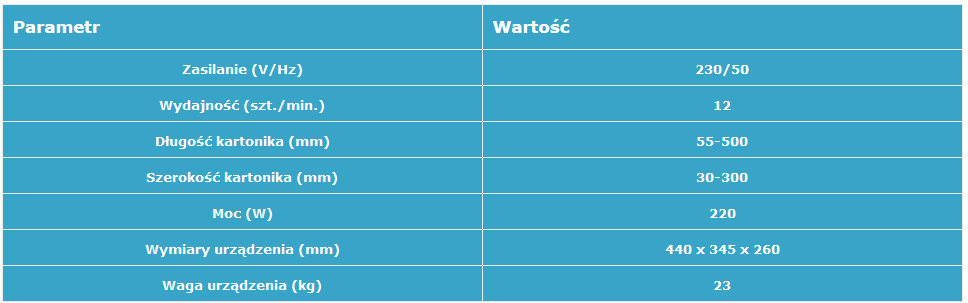 Parametr Wartość
Zasilanie (V/Hz) 230/50
Wydajność (szt./min.) 12
Długość kartonika (mm) 55-500
Szerokość kartonika (mm) 30-300
Moc (W) 220
Wymiary urządzenia (mm) 440 x 345 x 260
Waga urządzenia (kg) 23